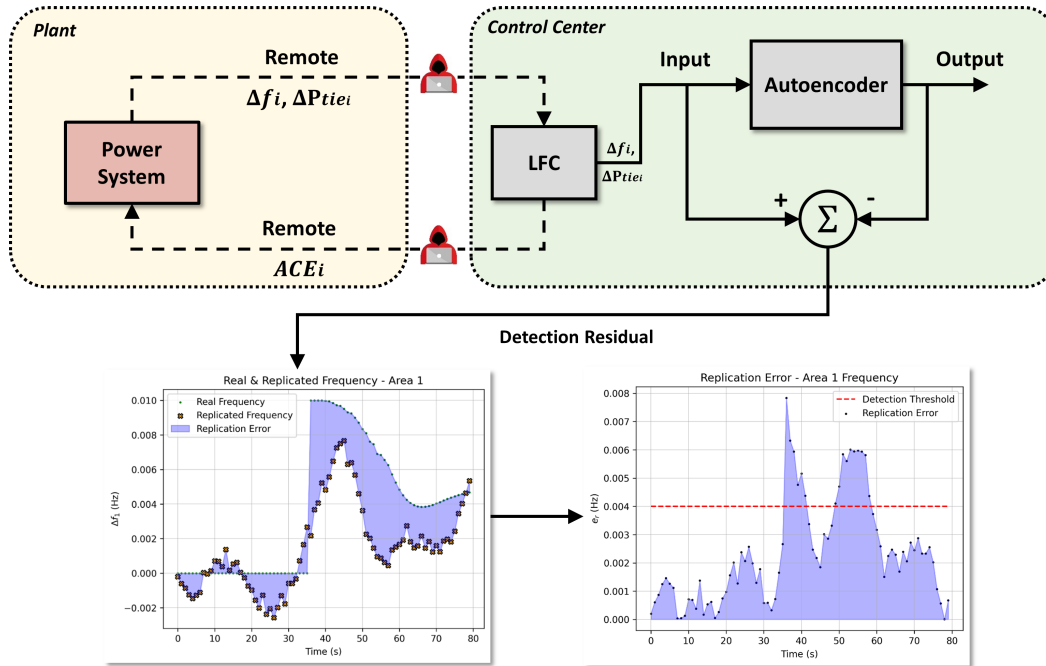 Plant
Control Center
Remote
Δfi, ΔPtiei
Power
System
Remote
ACEi
LFC
Δfi,
ΔPtiei
Input
Autoencoder
Output
+
-
Σ
Detection Residual
Real & Replicated Frequency - Area 1
Real Frequency
Replicated Frequency
Replication Error
0.010
0.008
0.006
0.004
0.002
0.000
−0.002
Δf1 (Hz)
0 10 20 30 40 50 60 70 80
Time (s)
Replication Error - Area 1 Frequency
Detection Threshold
Replication Error
0.008
0.007
0.006
0.005
0.004
0.003
0.002
0.001
0.000
er (Hz)
0 10 20 30 40 50 60 70 80
Time (s)